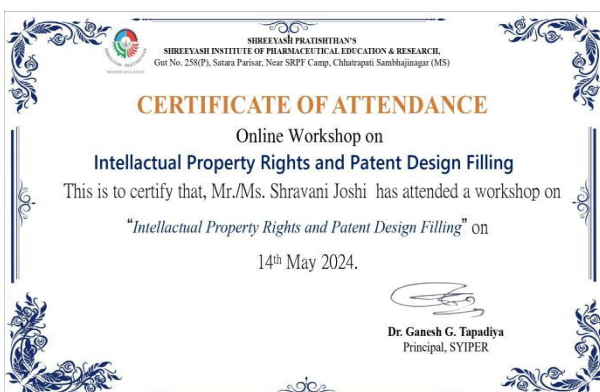 SHREEYASH PRATISHTHAN'S
SHREEYASH INSTITUTE OF PHARMACEUTICAL EDUCATION & RESEARCH,
Gut No. 258(P), Satara Parisar, Near SRPF Camp, Chhatrapati Sambhajinagar (MS)
CERTIFICATE OF ATTENDANCE
Online Workshop on
Intellactual Property Rights and Patent Design Filling
This is to certify that, Mr./Ms. Shravani Joshi has attended a workshop on
"Intellactual Property Rights and Patent Design Filling" on
14th May 2024.
Dr. Ganesh G. Tapadiya
Principal, SYIPER